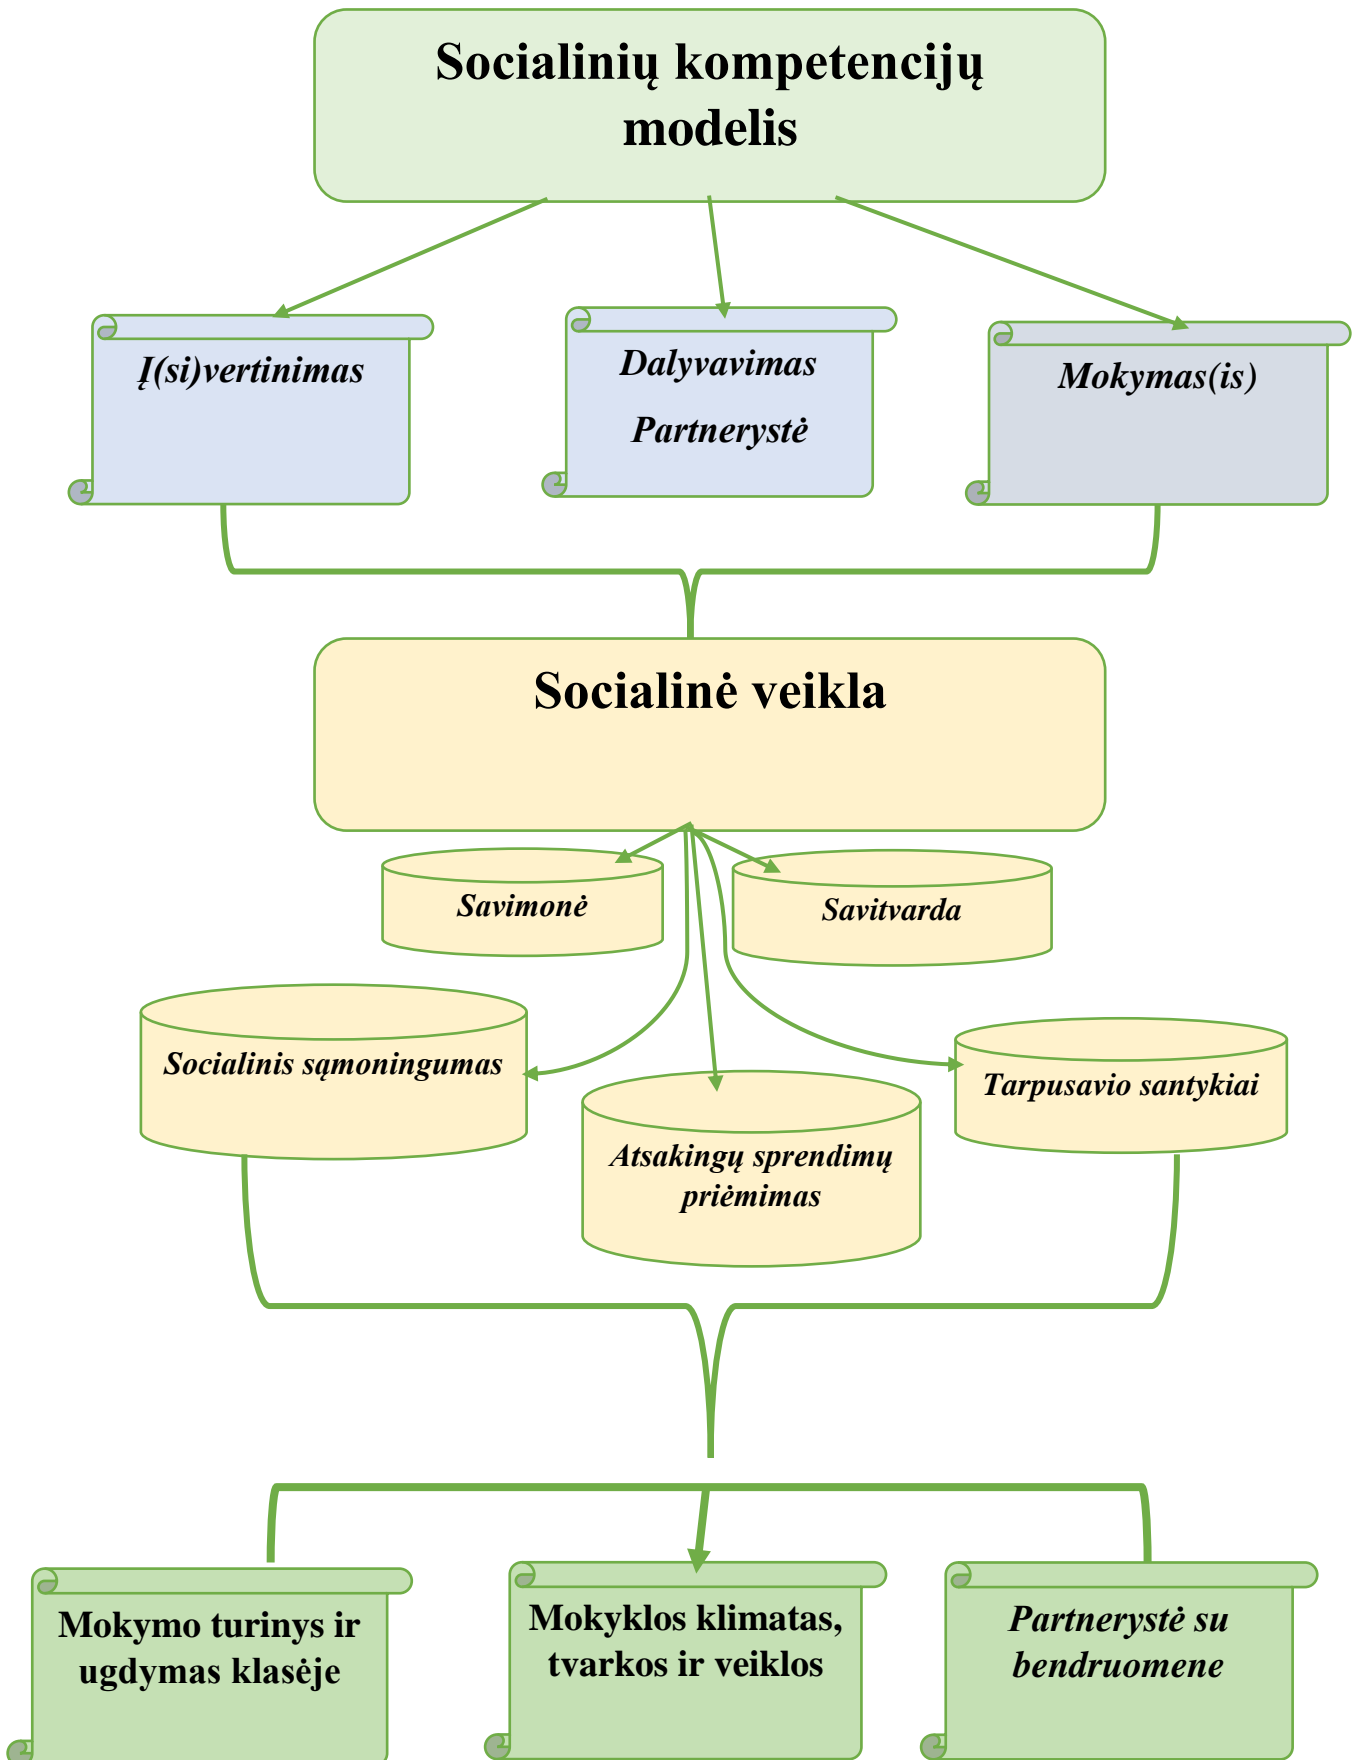 Socialinių kompetencijų
modelis
Į(si)vertinimas
Dalyvavimas
Partnerystė
Mokymas(is)
Socialinė veikla
Savimonė
Savitvarda
Socialinis sąmoningumas
Atsakingų sprendimų
priėmimas
Tarpusavio santykiai
Mokymo turinys ir
ugdymas klasėje
Mokyklos klimatas,
tvarkos ir veiklos
Partnerystė su
bendruomene